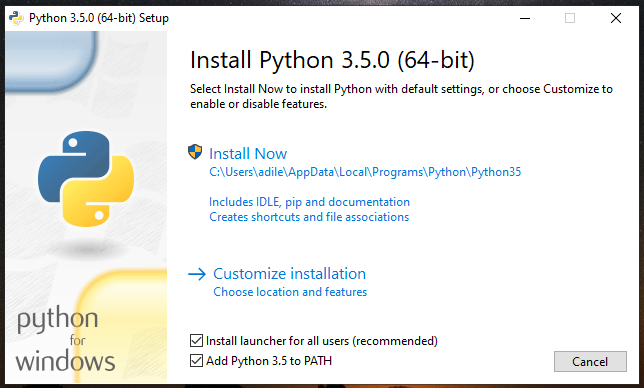 Python 3.5.0 (64-bit) Setup
Install Python 3.5.0 (64-bit)
Select Install Now to install Python with default settings, or choose Customize to
enable or disable features.
Install Now
C:\Users\adile\AppData\Local\Programs\Python\Python35
Includes IDLE, pip and documentation
Creates shortcuts and file associations
Customize installation
Choose location and features
python
for
windows
Install launcher for all users (recommended)
Add Python 3.5 to PATH
Cancel